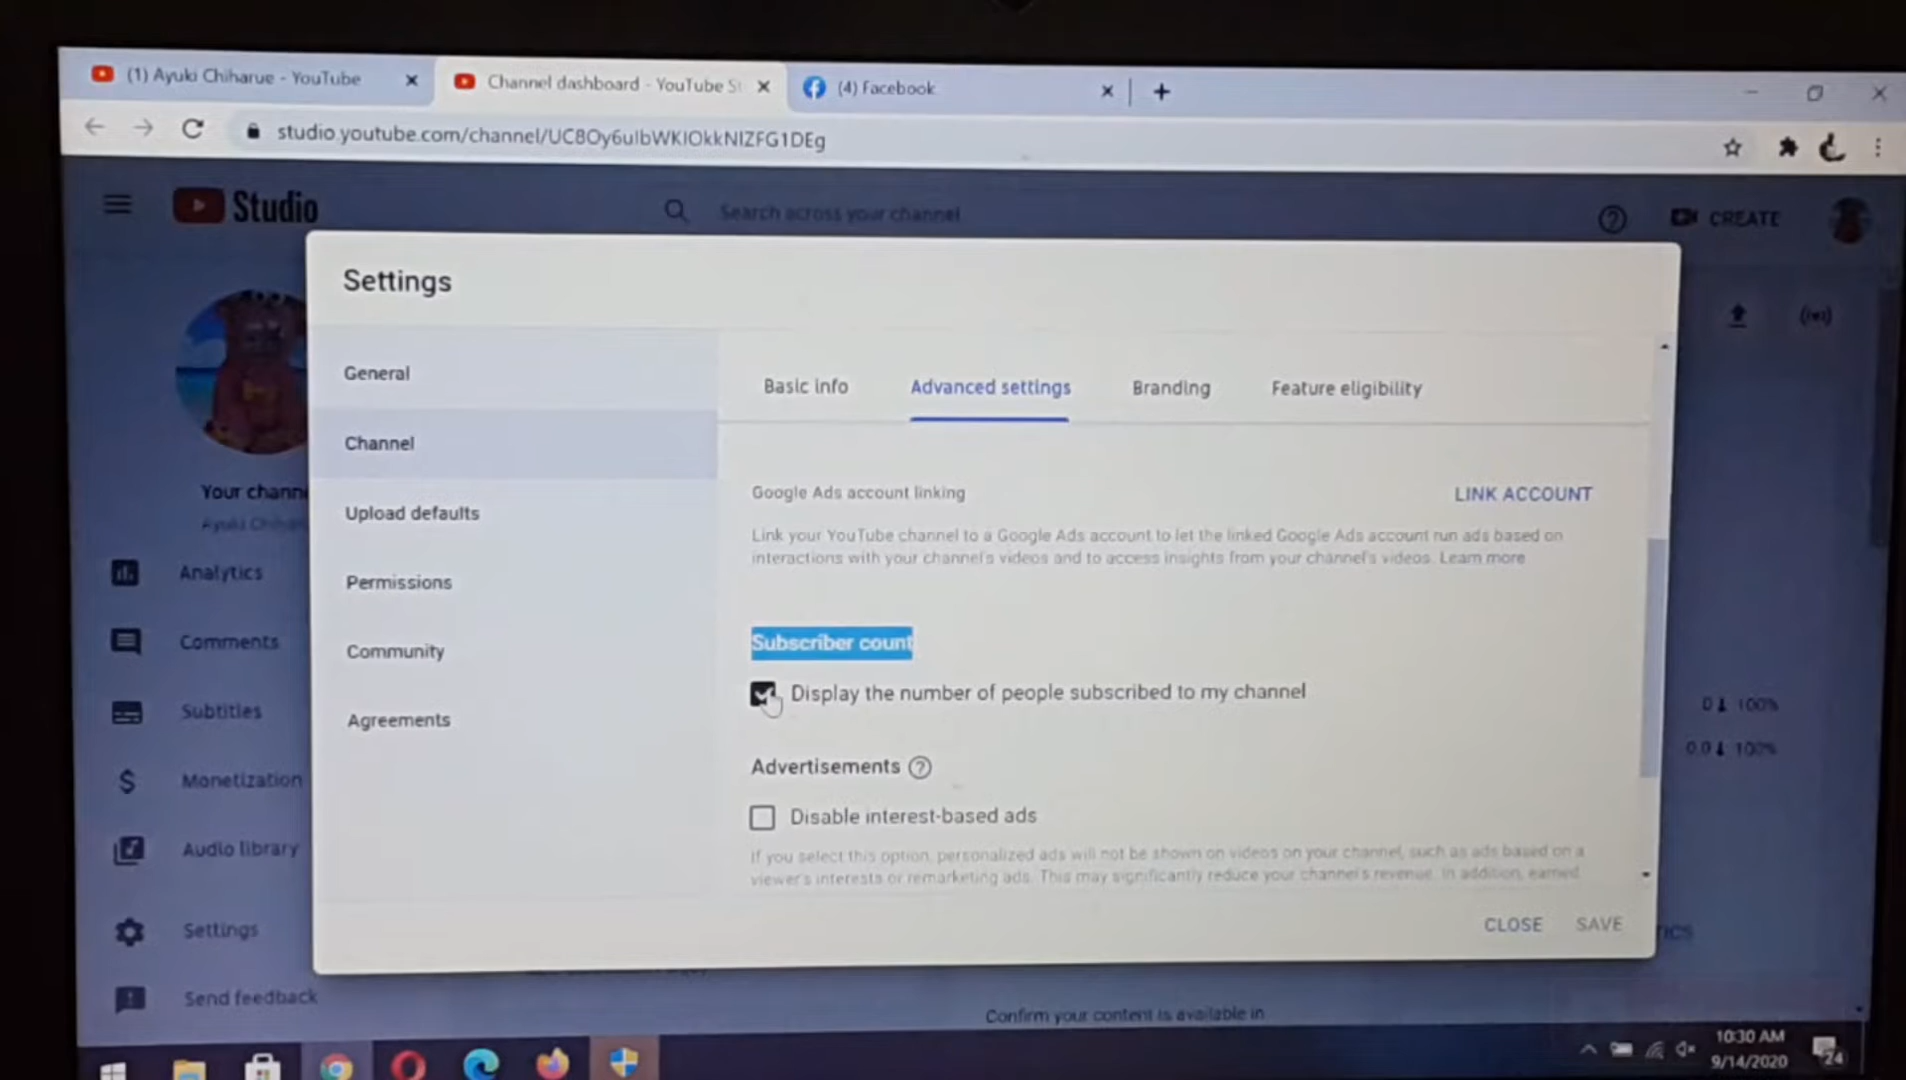 (1) Ayuki Chiharue - YouTube
Channel dashboard - YouTube St
(4) Facebook
studio.youtube.com/channel/
Studio
Search across your channel
CREATE
Settings
General
Channel
Upload defaults
Permissions
Community
Agreements
Basic info
Advanced settings
Branding
Feature eligibility
Google Ads account linking
LINK ACCOUNT
Link your YouTube channel to a Google Ads account to let the linked Google Ads account run ads based on
interactions with your channel's videos and to access insights from your channel's videos. Learn more
Subscriber count
Display the number of people subscribed to my channel
Advertisements
Disable interest-based ads
If you select this option, personalized ads will not be shown on videos on your channel, such as ads based on a
viewer's interests or remarketing ads. This may significantly reduce your channel's revenue. In addition, earned
CLOSE
SAVE
Your chann
Ayuki Chihar
Analytics
Comments
Subtitles
Monetization
Audio library
Settings
Send feedback
0 100%
0.0 100%
Confirm your content is available in
10:30 AM
9/14/2020
24